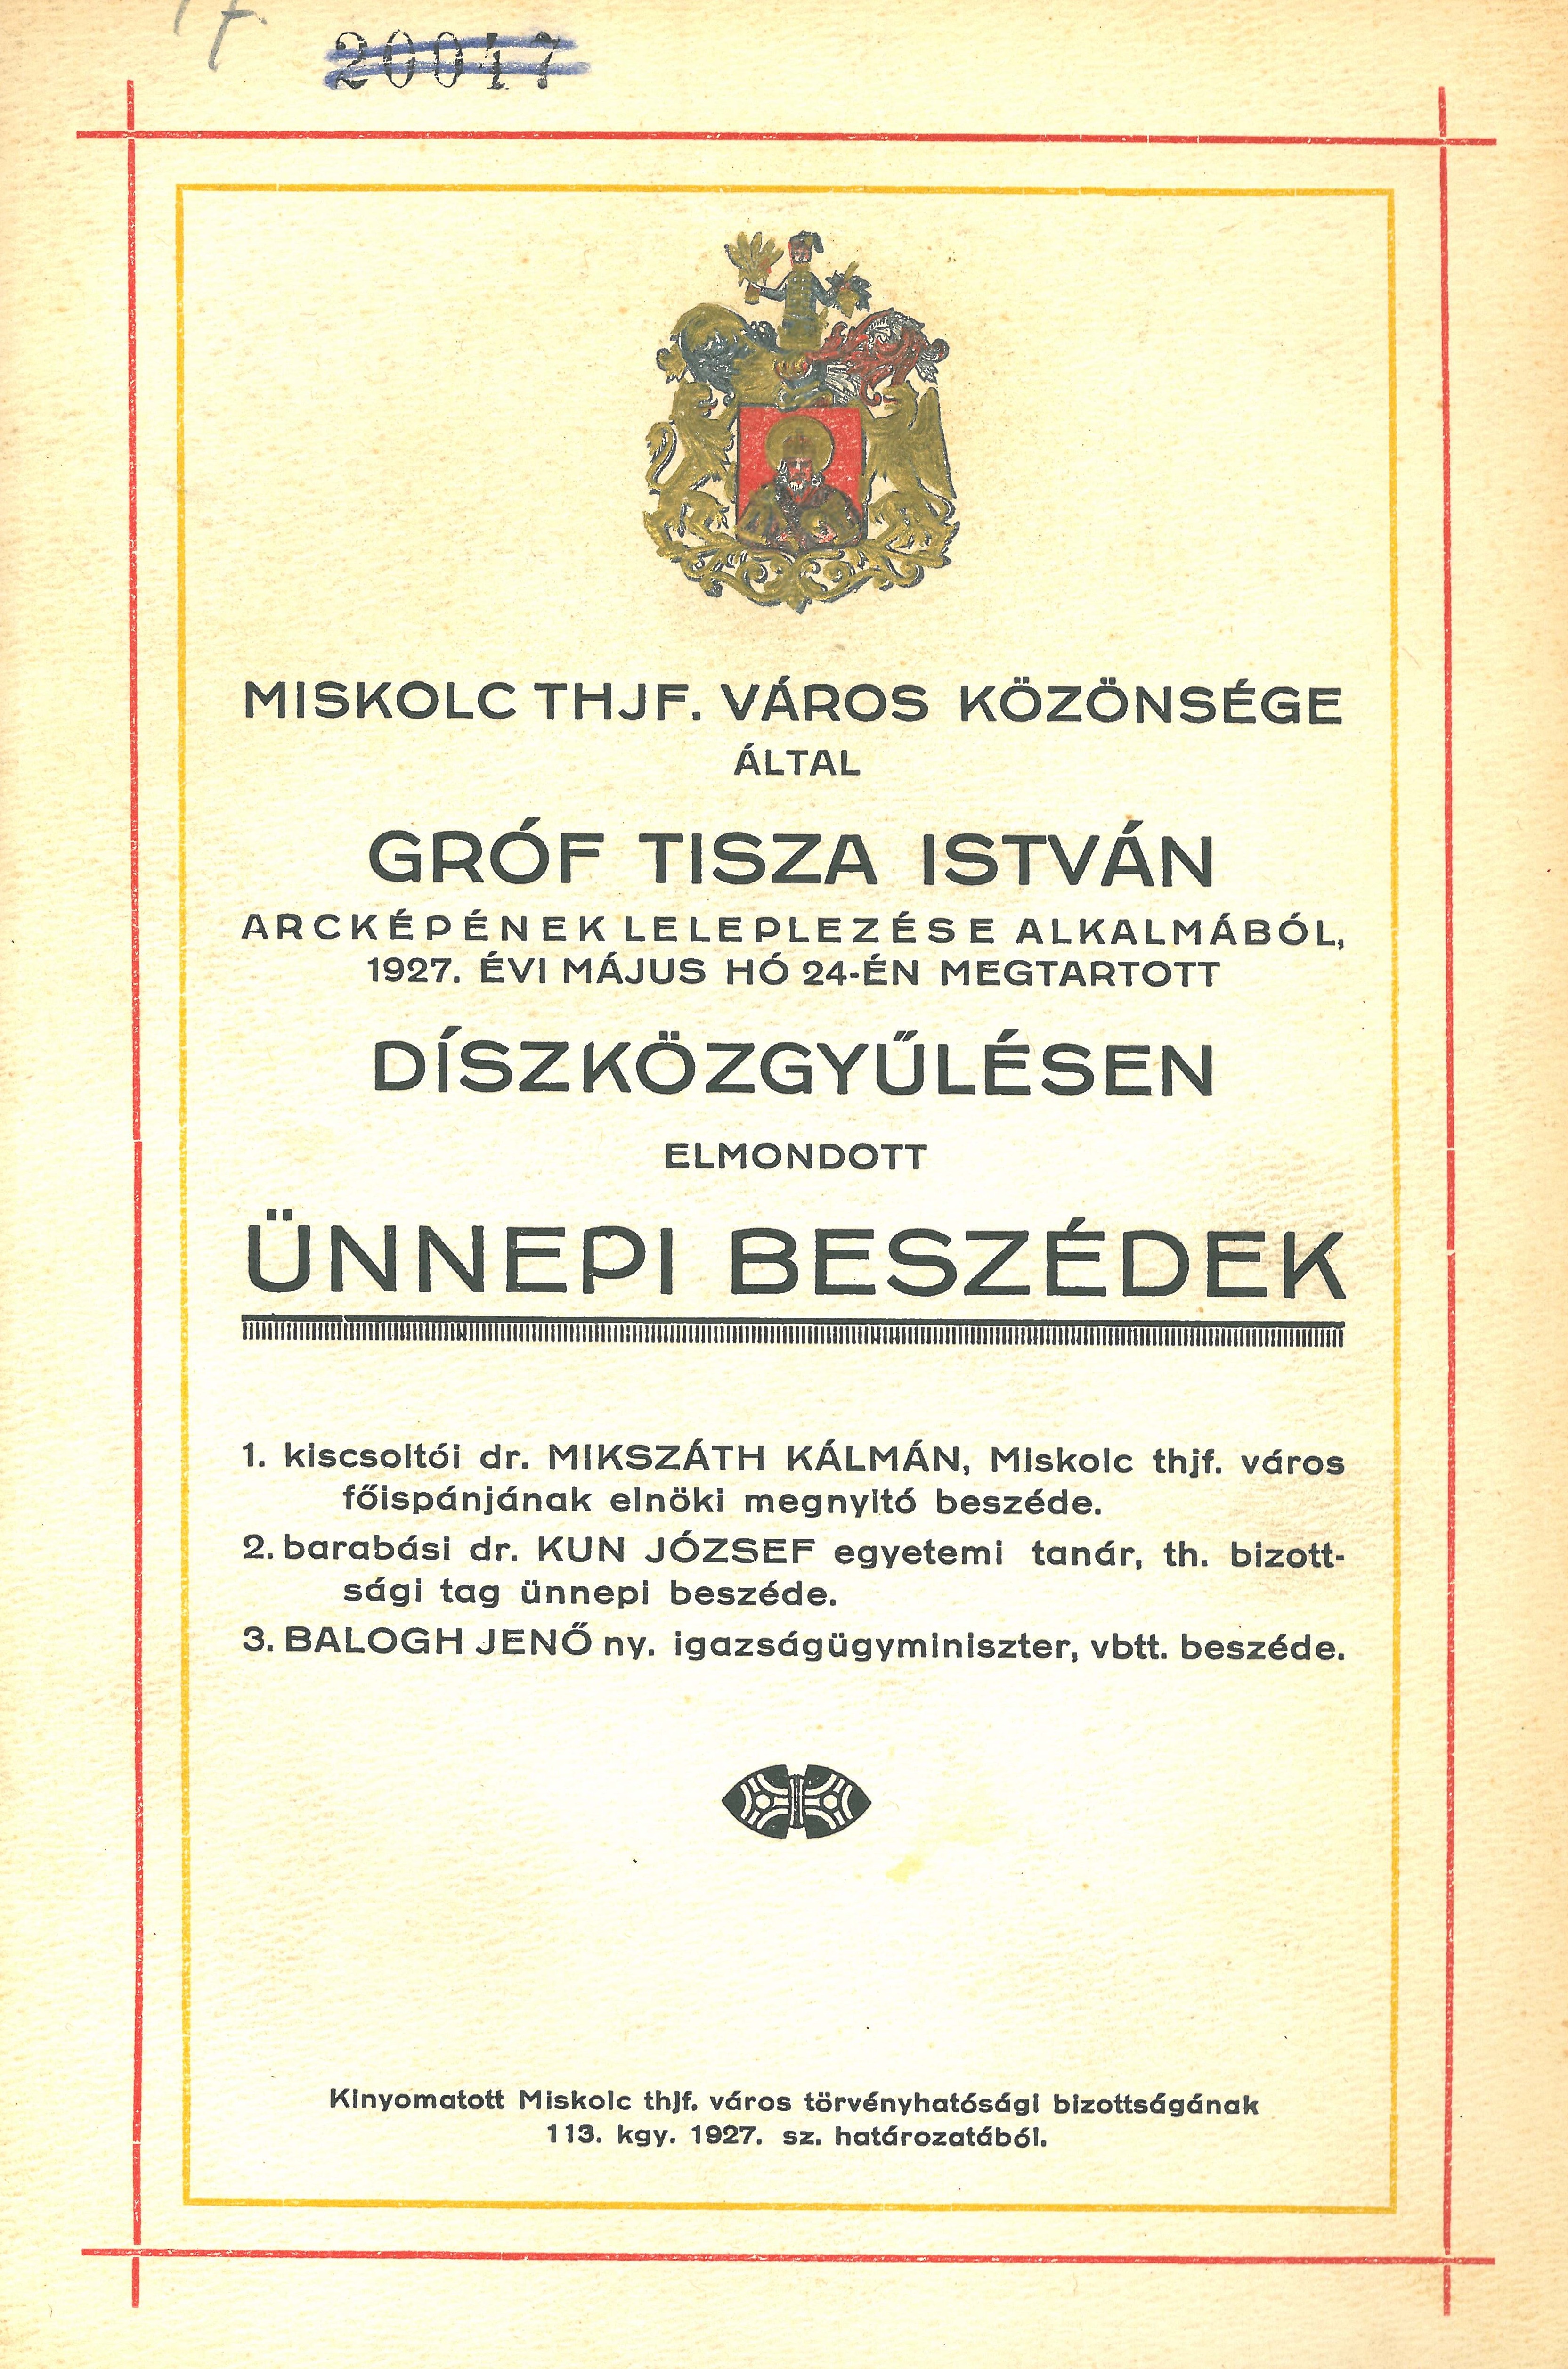 20047
MISKOLC THJF. VÁROS KÖZÖNSÉGE
ÁLTAL
GRÓF TISZA ISTVÁN
ARCKÉPÉNEK LELEPLEZÉSE ALKALMÁBÓL,
1927. ÉVI MÁJUS HÓ 24-ÉN MEGTARTOTT
DÍSZKÖZGYŰLÉSEN
ELMONDOTT
ÜNNEPI BESZÉDEK
1. kiscsoltói dr. MIKSZÁTH KÁLMÁN, Miskolc thjf. város
főispánjának elnöki megnyitó beszéde.
2. barabási dr. KUN JÓZSEF egyetemi tanár, th. bizott-
sági tag ünnepi beszéde.
3. BALOGH JENŐ ny. igazságügyminiszter, vbtt. beszéde.
Kinyomatott Miskolc thjf. város törvényhatósági bizottságának
113. kgy. 1927. sz. határozatából.